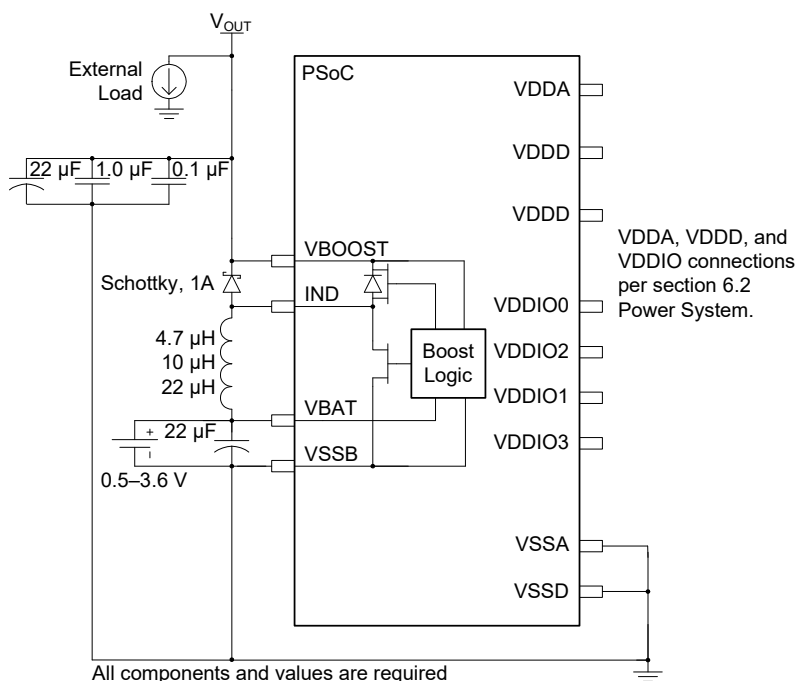 VOUT
External
Load
PSoC
VDDA
VDDD
VDDD
22 µF
1.0 µF
0.1 µF
VDDA, VDDD, and
VDDIO connections
per section 6.2
Power System.
VBOOST
Schottky, 1A
IND
VDDIO0
4.7 µH
10 µH
22 µH
Boost
Logic
VDDIO2
VDDIO1
VBAT
22 µF
+
-
VDDIO3
VSSB
0.5–3.6 V
VSSA
VSSD
All components and values are required